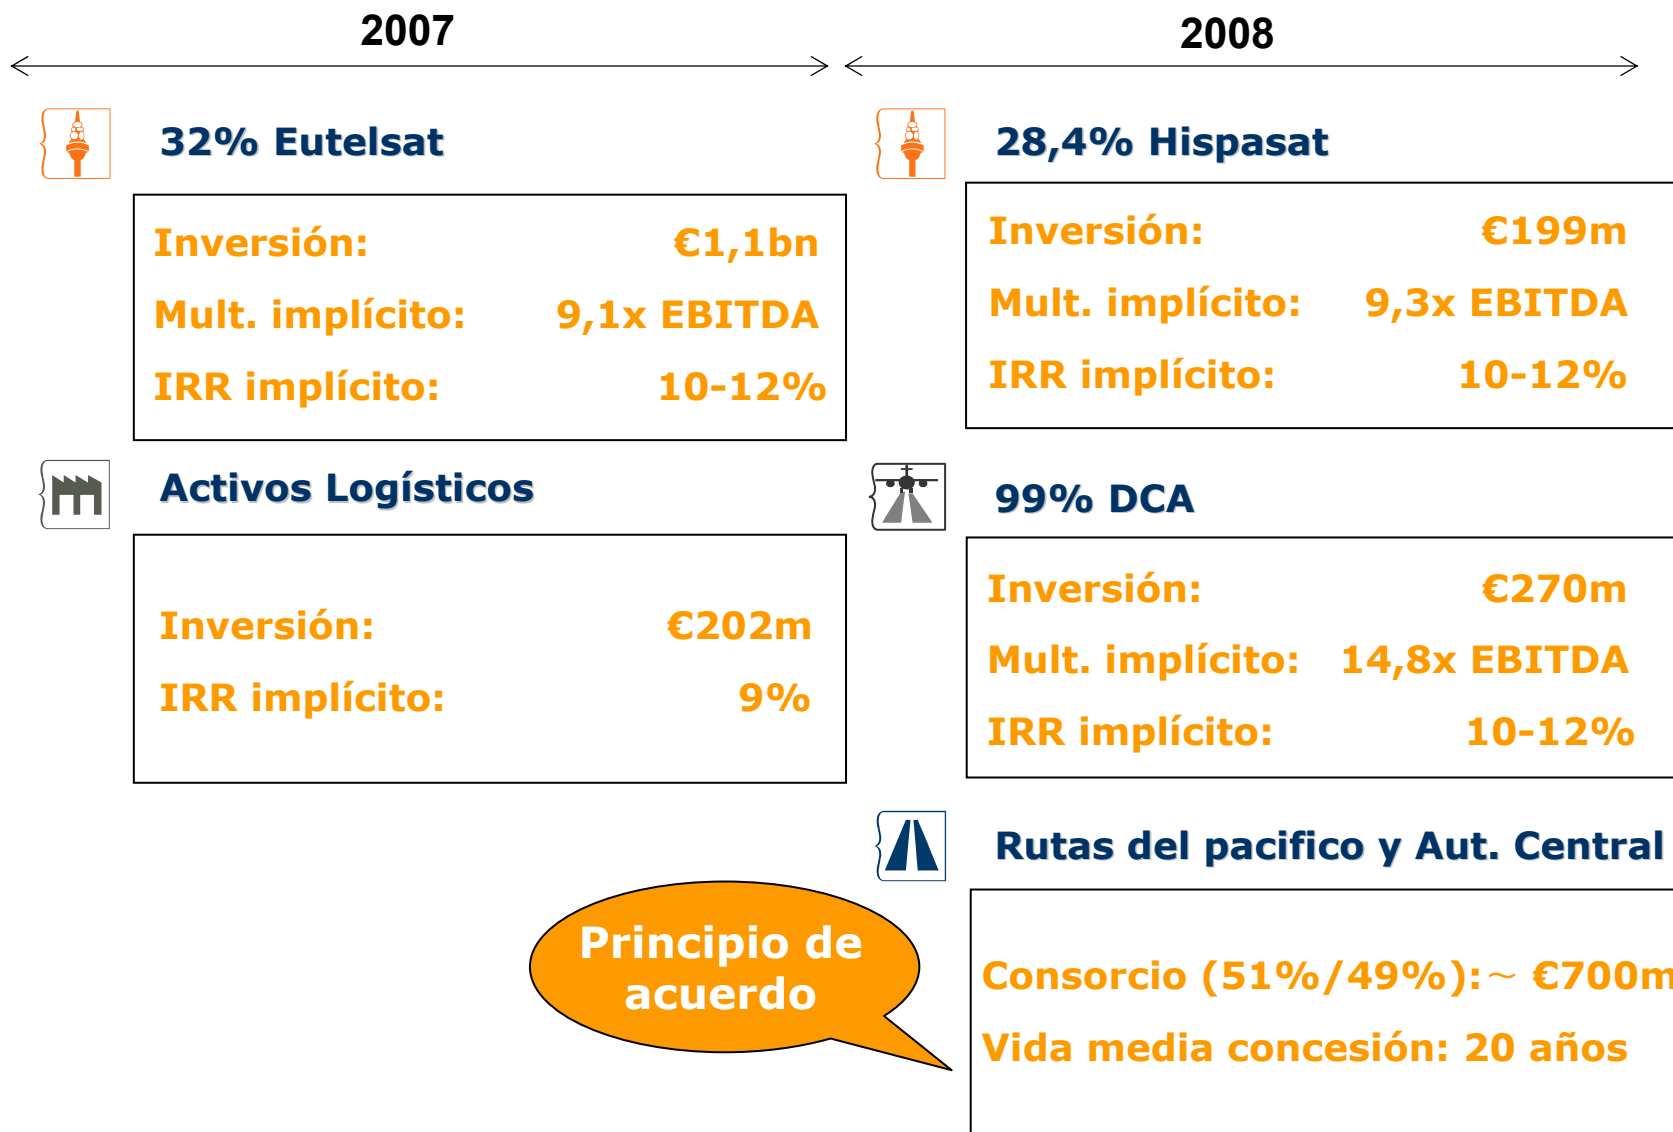 2007
2008
32% Eutelsat
Inversión: €1,1bn
Mult. implícito: 9,1x EBITDA
IRR implícito: 10-12%
Activos Logísticos
Inversión: €202m
IRR implícito: 9%
28,4% Hispasat
Inversión: €199m
Mult. implícito: 9,3x EBITDA
IRR implícito: 10-12%
99% DCA
Inversión: €270m
Mult. implícito: 14,8x EBITDA
IRR implícito: 10-12%
Rutas del pacifico y Aut. Central
Principio de
acuerdo
Consorcio (51%/49%):~ €700m
Vida media concesión: 20 años